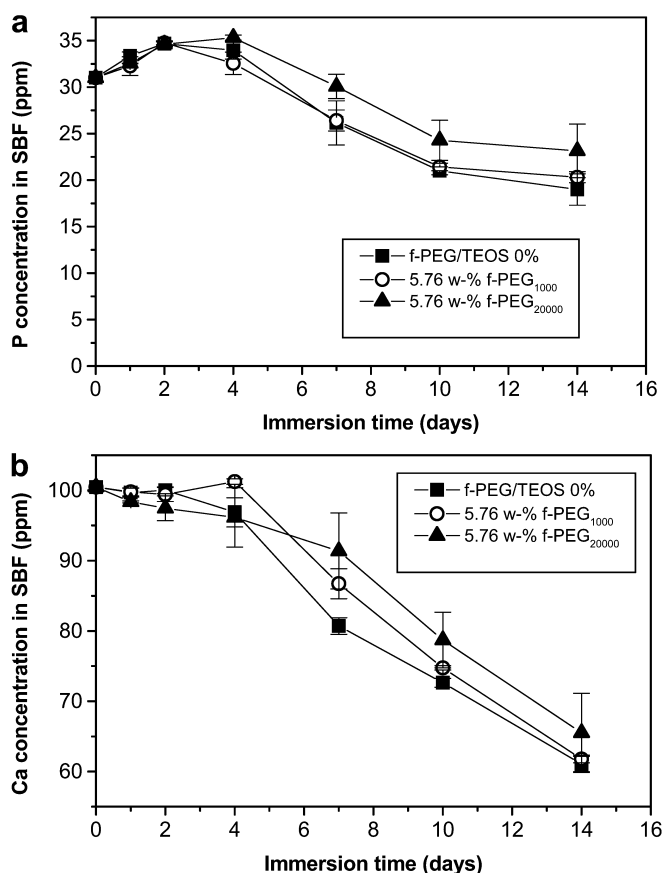 a
P concentration in SBF (ppm)
35
30
25
20
15
10
5
0
f-PEG/TEOS 0%
5.76 w-% f-PEG1000
5.76 w-% f-PEG20000
0 2 4 6 8 10 12 14 16
Immersion time (days)
b
Ca concentration in SBF (ppm)
100
90
80
70
60
f-PEG/TEOS 0%
5.76 w-% f-PEG1000
5.76 w-% f-PEG20000
0 2 4 6 8 10 12 14 16
Immersion time (days)